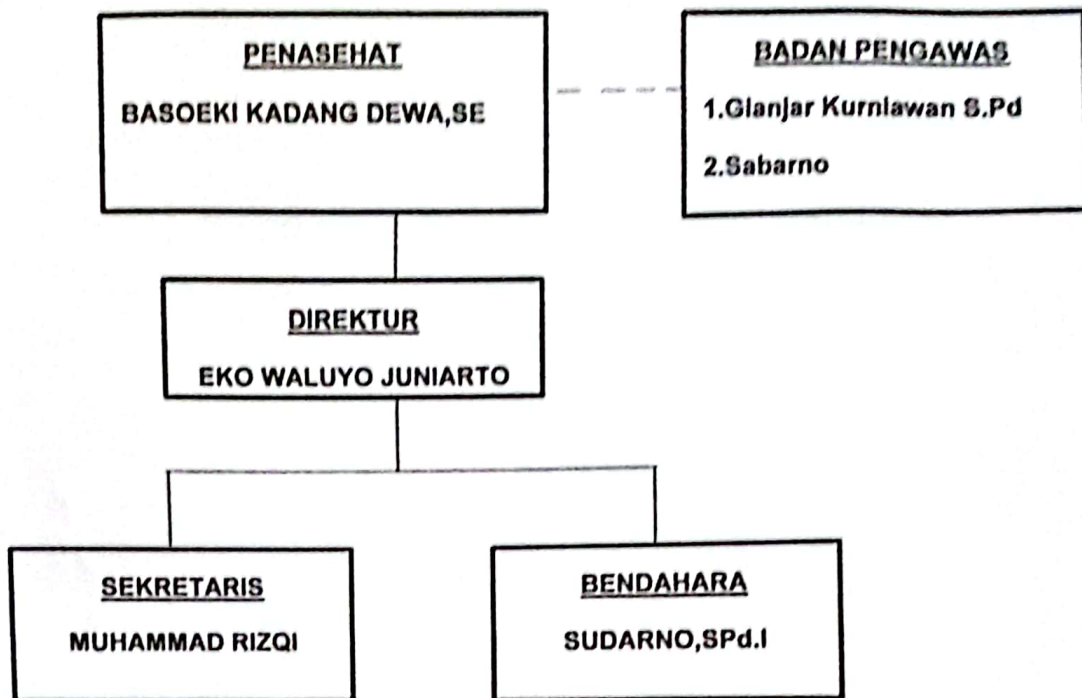 PENASEHAT
BASOEKI KADANG DEWA,SE
BADAN PENGAWAS
1.Gianjar Kurniawan S.Pd
2.Sabarno
DIREKTUR
EKO WALUYO JUNIARTO
SEKRETARIS
MUHAMMAD RIZQI
BENDAHARA
SUDARNO,SPd.I